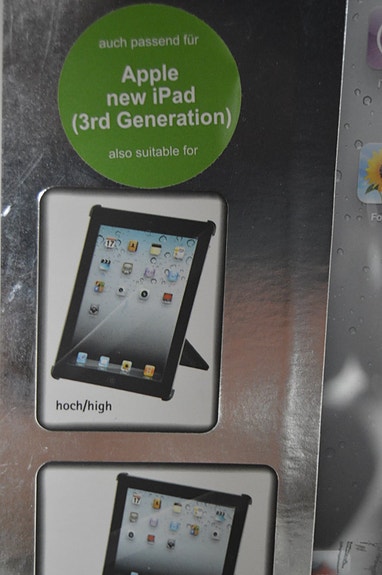 auch passend für
Apple
new iPad
(3rd Generation)
also suitable for
hoch/high